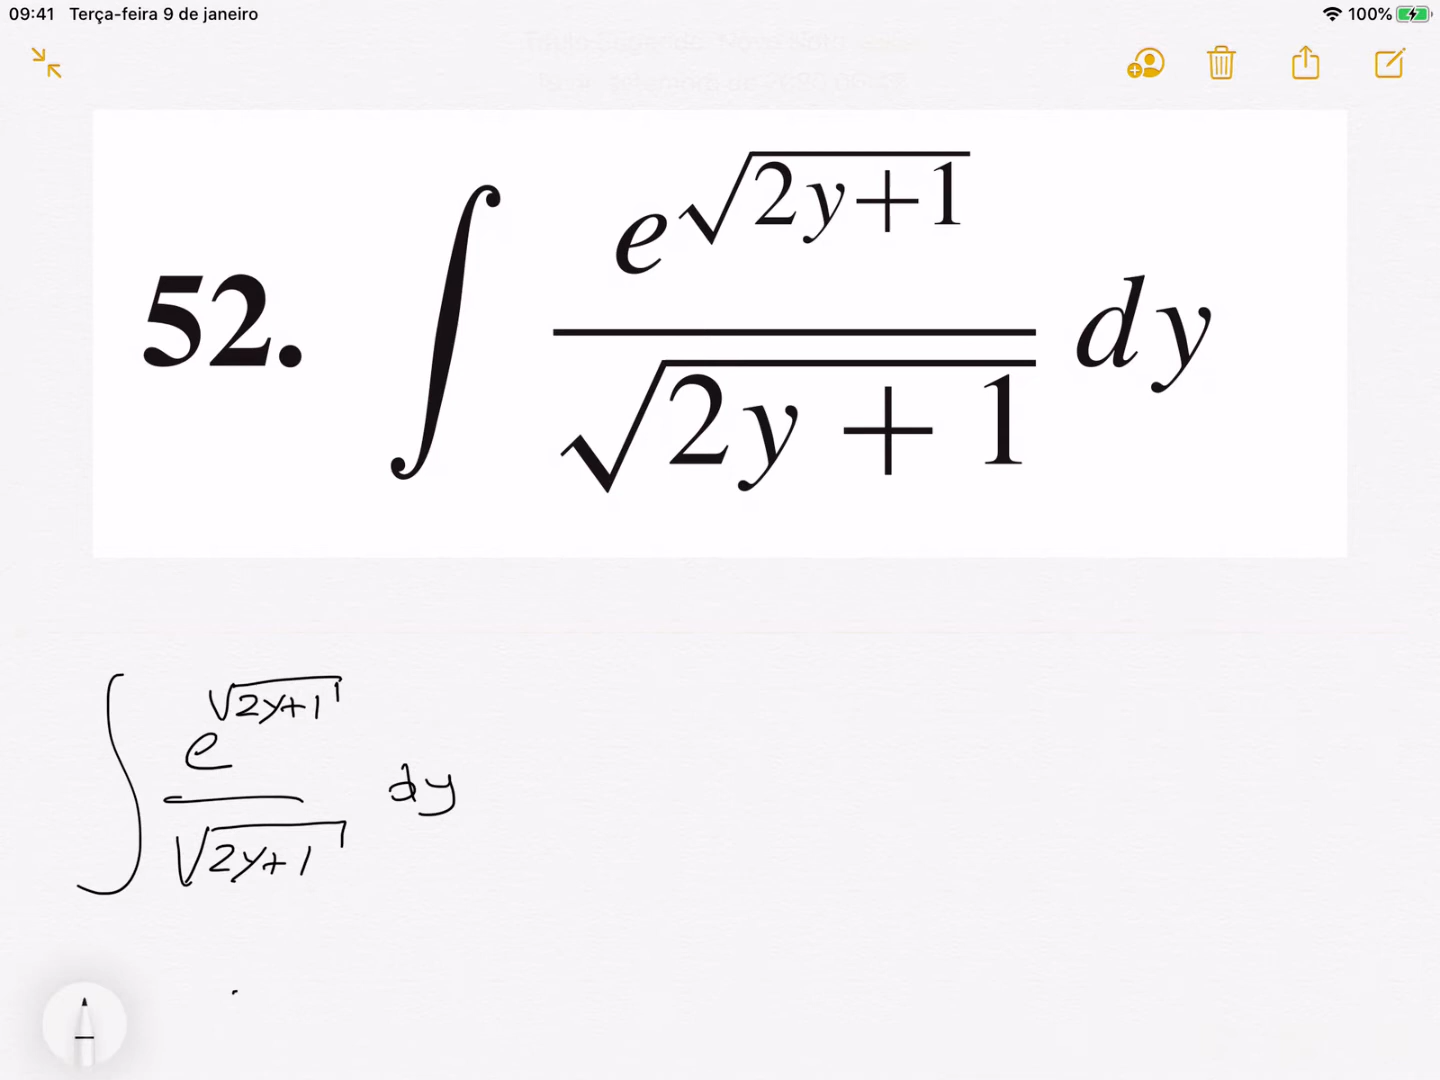 09:41 Terça-feira 9 de janeiro 100%
52. ∫ e^√(2y+1) / √(2y + 1) dy
∫ e^√(2y+1) / √(2y+1) dy